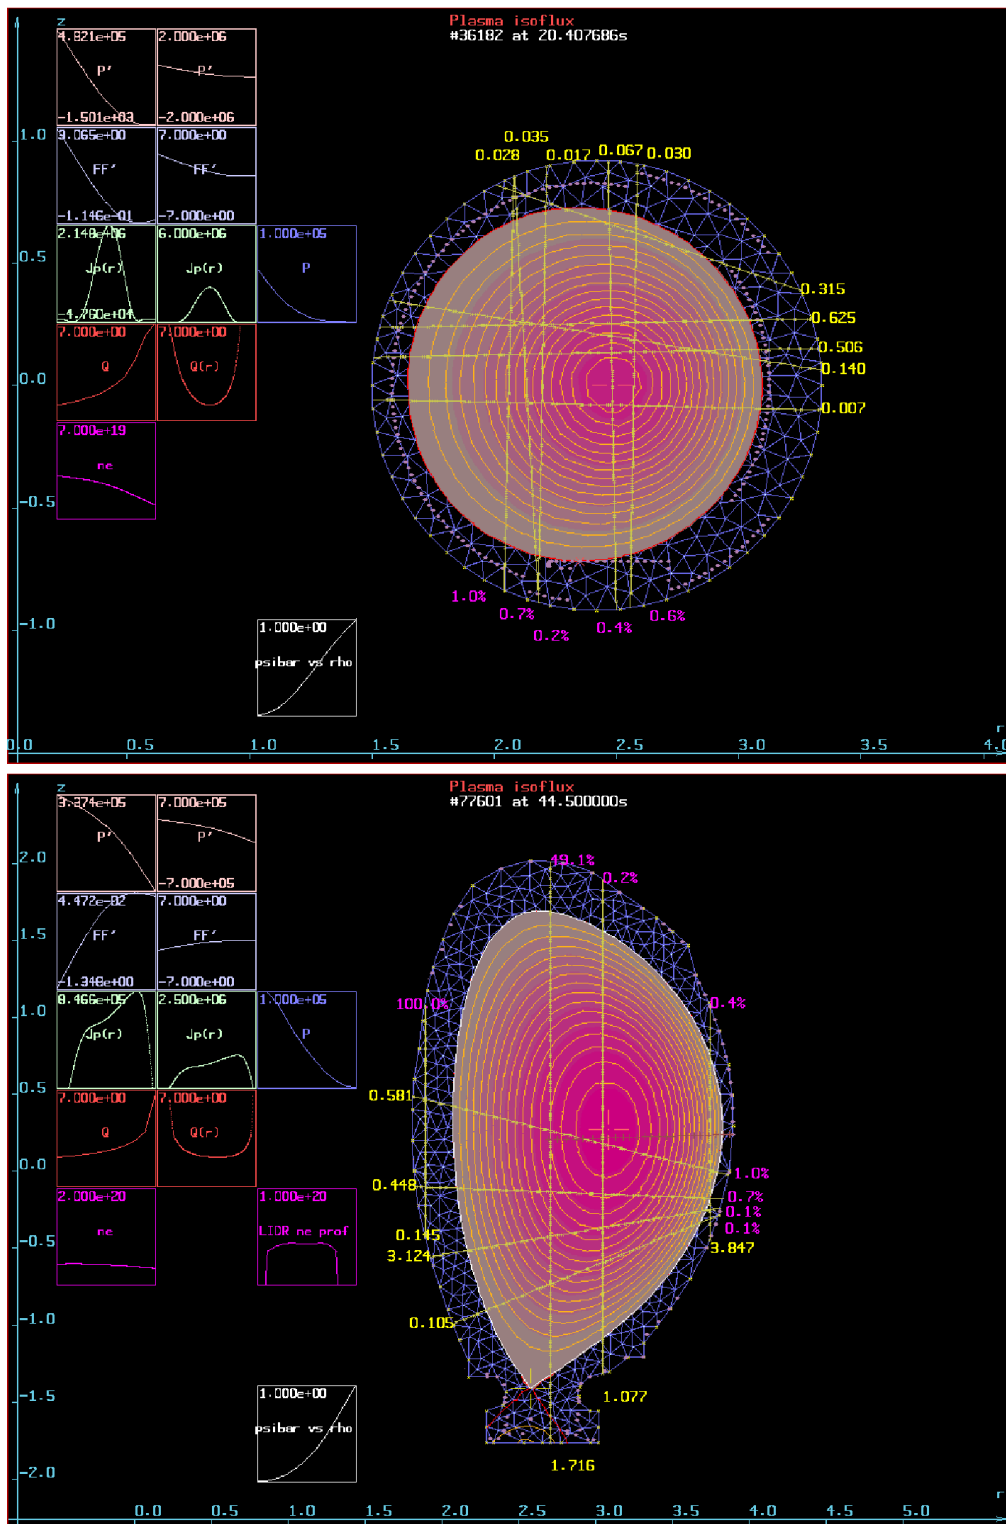 z
Plasma isoflux
#36182 at 20.407686s
4.821e+05
2.000e+06
P'
P'
-1.501e+03
-2.000e+06
1.0
3.065e+00
7.000e+00
FF'
FF'
-1.146e-01
-7.000e+00
0.035
0.028
0.017
0.067
0.030
2.148e+06
6.000e+06
1.000e+05
0.5
Jp(r)
Jp(r)
P
-4.760e+04
0.315
0.625
7.000e+00
7.000e+00
0.506
Q
Q(r)
0.140
0.0
0.007
7.000e+19
ne
-0.5
1.0%
0.7%
0.2%
0.4%
0.6%
-1.0
1.000e+00
psibar vs rho
r
0.0
0.5
1.0
1.5
2.0
2.5
3.0
3.5
4.0
z
Plasma isoflux
#77601 at 44.500000s
3.374e+05
7.000e+05
P'
P'
-7.000e+05
2.0
49.1%
0.2%
4.472e-02
7.000e+00
1.5
FF'
FF'
-1.348e+00
-7.000e+00
8.466e+05
2.500e+06
1.000e+05
100.0%
0.4%
1.0
Jp(r)
Jp(r)
P
0.5
7.000e+00
7.000e+00
0.581
Q
Q(r)
0.0
1.0%
2.000e+20
1.000e+20
0.448
0.7%
0.1%
0.1%
ne
LIDR ne prof
0.145
3.124
3.847
-0.5
-1.0
0.105
-1.5
1.000e+00
1.077
psibar vs rho
1.716
-2.0
r
0.0
0.5
1.0
1.5
2.0
2.5
3.0
3.5
4.0
4.5
5.0